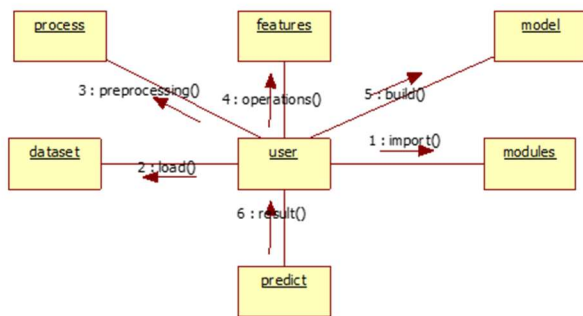 process
features
model
3 : preprocessing()
4 : operations()
5 : build()
dataset
2 : load()
user
1 : import()
modules
6 : result()
predict